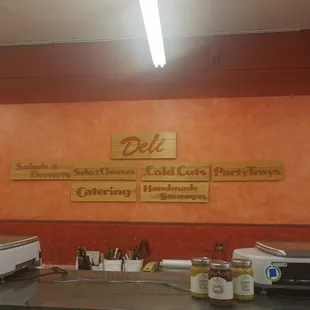 Deli
Salads &
Desserts
Select Cheeses
Cold Cuts
Party Trays
Catering
Handmade
Sausages